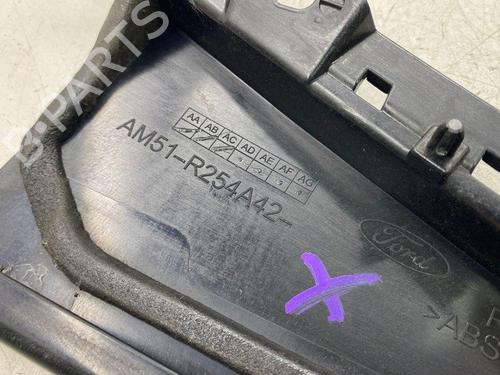 B-PARTS
AA AB AC AD AE AF AG
AM51-R254A42-
Ford
>ABS